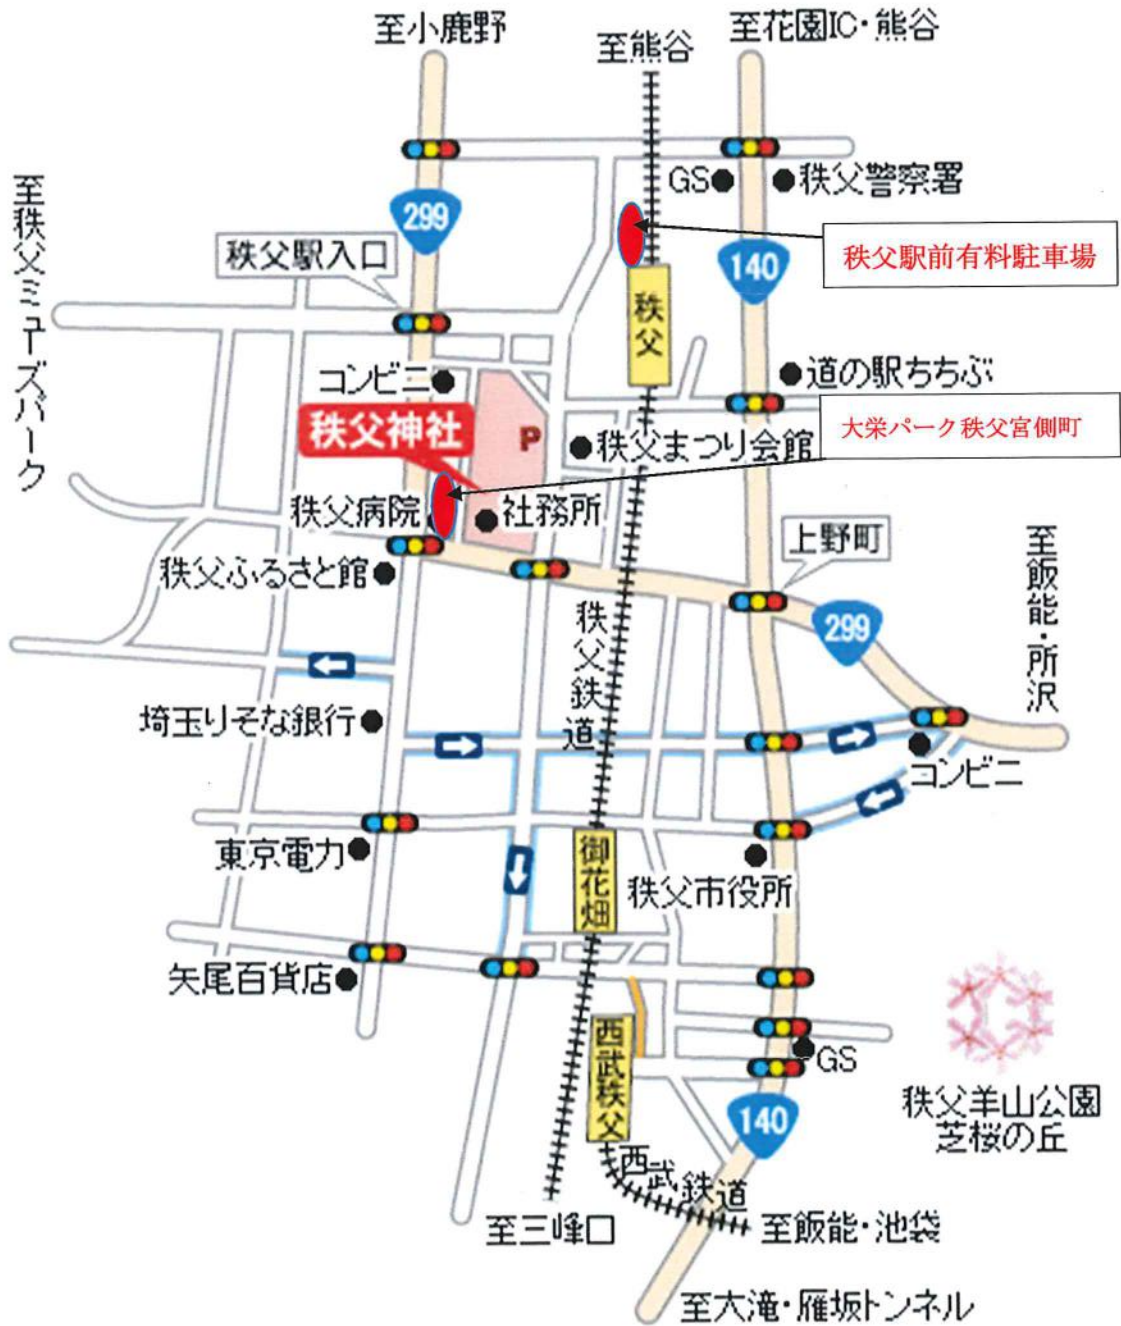 至小鹿野
至熊谷
至花園IC・熊谷
GS
秩父警察署
至秩父ミューズパーク
299
秩父駅入口
140
秩父駅前有料駐車場
秩父
コンビニ
道の駅ちちぶ
秩父神社
P
秩父まつり会館
大栄パーク秩父宮側町
秩父病院
社務所
上野町
秩父ふるさと館
至飯能・所沢
秩父鉄道
299
埼玉りそな銀行
コンビニ
東京電力
御花畑
秩父市役所
矢尾百貨店
西武秩父
GS
140
秩父羊山公園
芝桜の丘
西武鉄道
至三峰口
至飯能・池袋
至大滝・雁坂トンネル